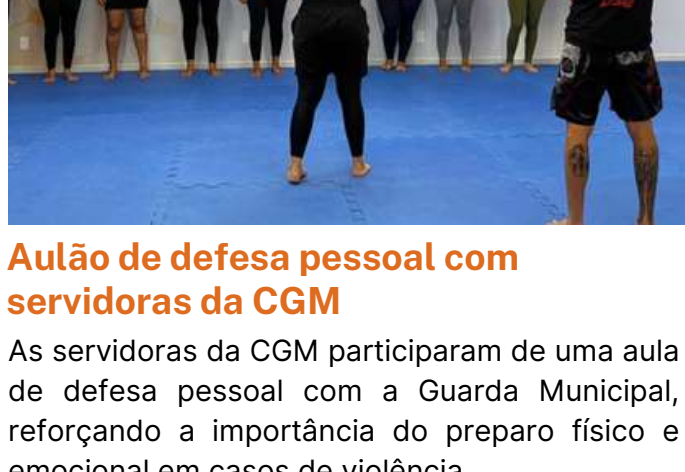 Aulão de defesa pessoal com
servidoras da CGM
As servidoras da CGM participaram de uma aula
de defesa pessoal com a Guarda Municipal,
reforçando a importância do preparo físico e
emocional em casos de violência.